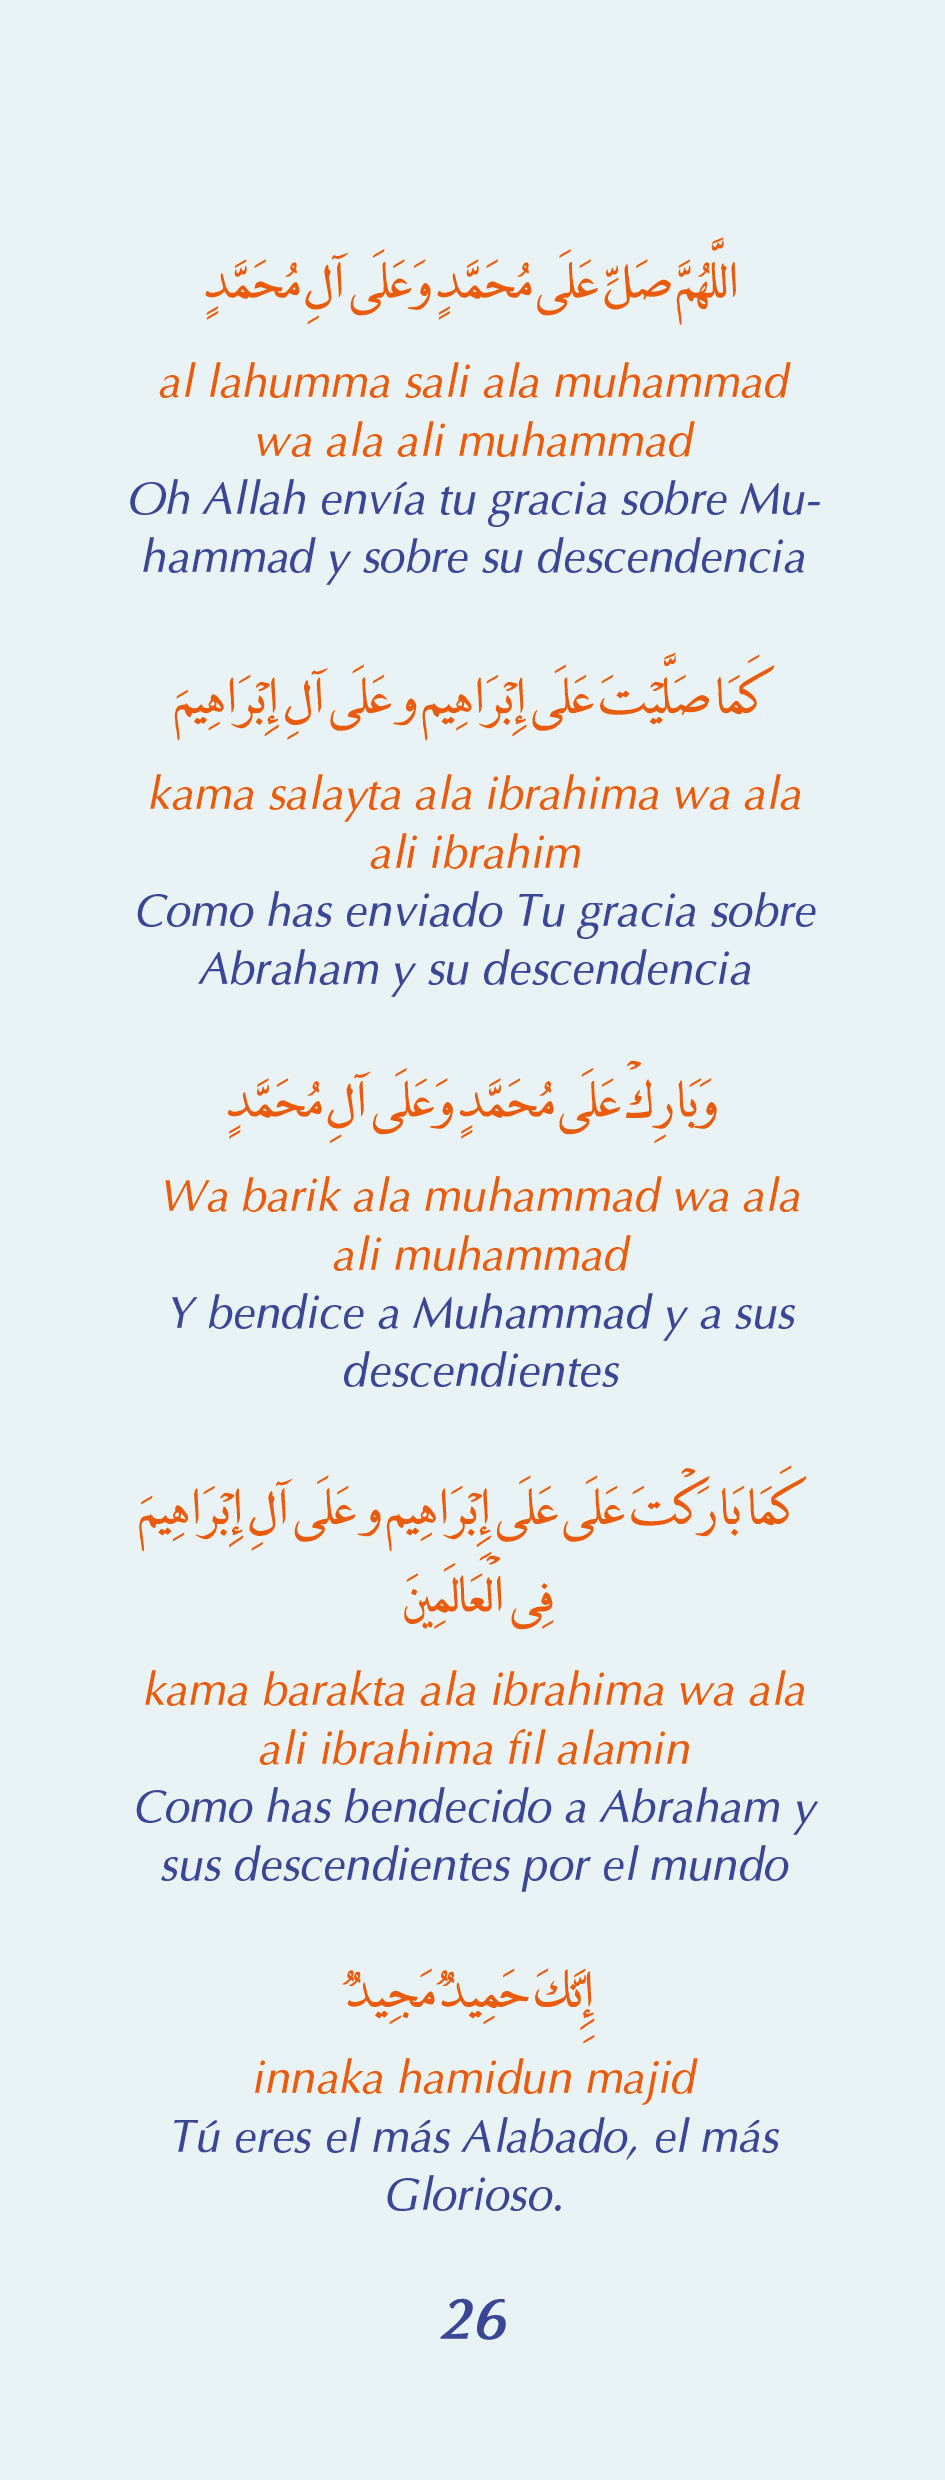 اللَّهُمَّ صَلِّ عَلَى مُحَمَّدٍ وَعَلَى آلِ مُحَمَّدٍ
al lahumma sali ala muhammad
wa ala ali muhammad
Oh Allah envía tu gracia sobre Mu-
hammad y sobre su descendencia
كَمَا صَلَّيْتَ عَلَى إِبْرَاهِيم و عَلَى آلِ إِبْرَاهِيمَ
kama salayta ala ibrahima wa ala
ali ibrahim
Como has enviado Tu gracia sobre
Abraham y su descendencia
وَبَارِكْ عَلَى مُحَمَّدٍ وَعَلَى آلِ مُحَمَّدٍ
Wa barik ala muhammad wa ala
ali muhammad
Y bendice a Muhammad y a sus
descendientes
كَمَا بَارَكْتَ عَلَى عَلَى إِبْرَاهِيم و عَلَى آلِ إِبْرَاهِيمَ
فِى الْعَالَمِينَ
kama barakta ala ibrahima wa ala
ali ibrahima fil alamin
Como has bendecido a Abraham y
sus descendientes por el mundo
إِنَّكَ حَمِيدٌ مَجِيدٌ
innaka hamidun majid
Tú eres el más Alabado, el más
Glorioso.
26